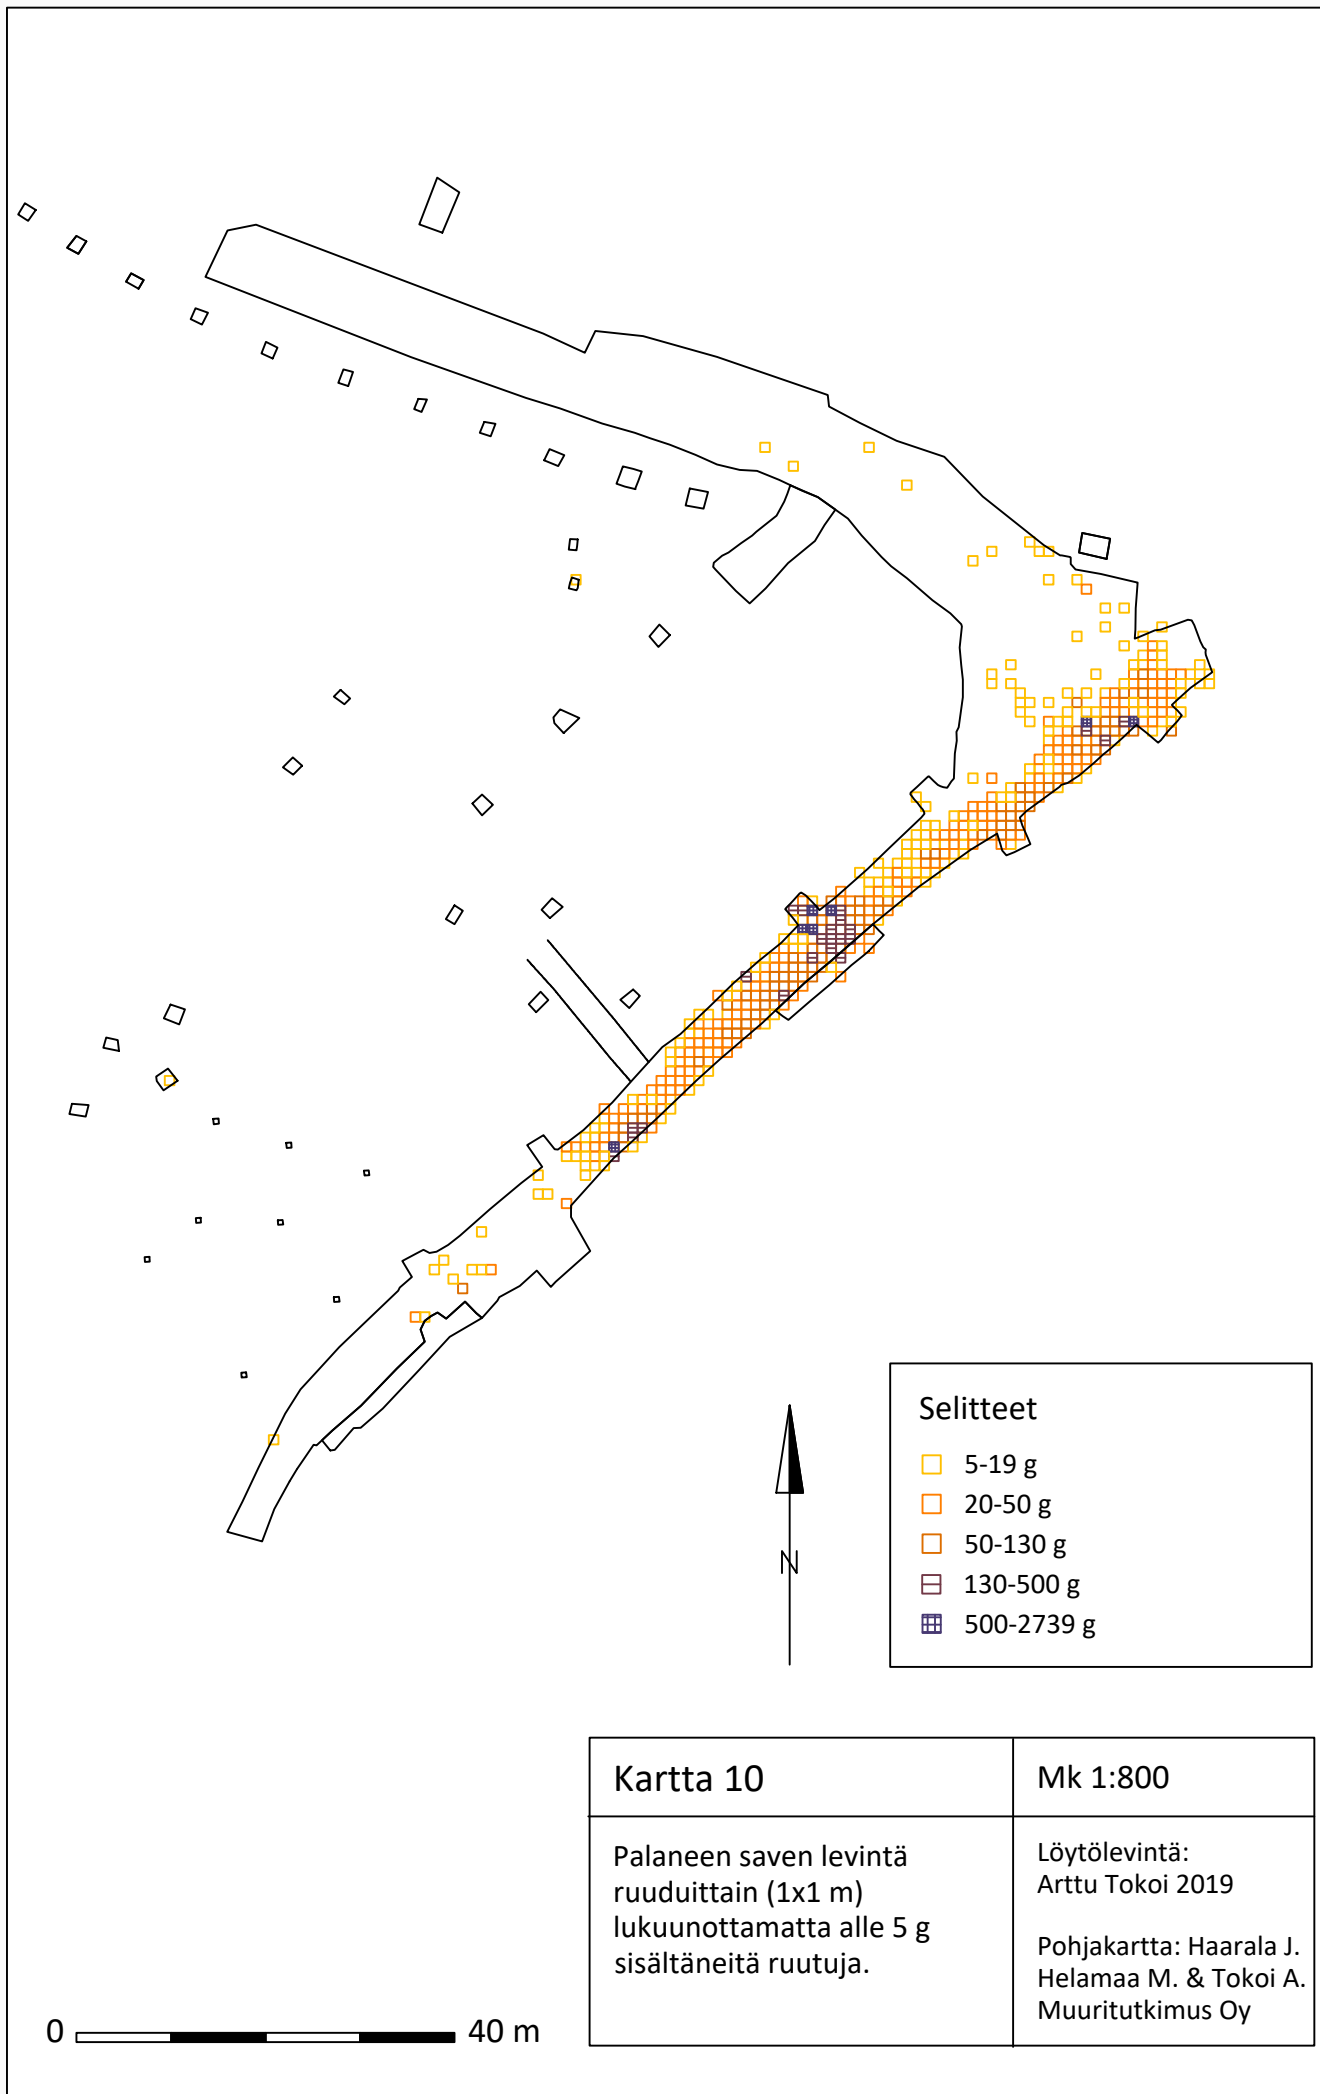 N
Selitteet
5-19 g
20-50 g
50-130 g
130-500 g
500-2739 g
Kartta 10
Mk 1:800
Palaneen saven levintä
ruuduittain (1x1 m)
lukuunottamatta alle 5 g
sisältäneitä ruutuja.
Löytölevintä:
Arttu Tokoi 2019
Pohjakartta: Haarala J.
Helamaa M. & Tokoi A.
Muuritutkimus Oy
0 40 m